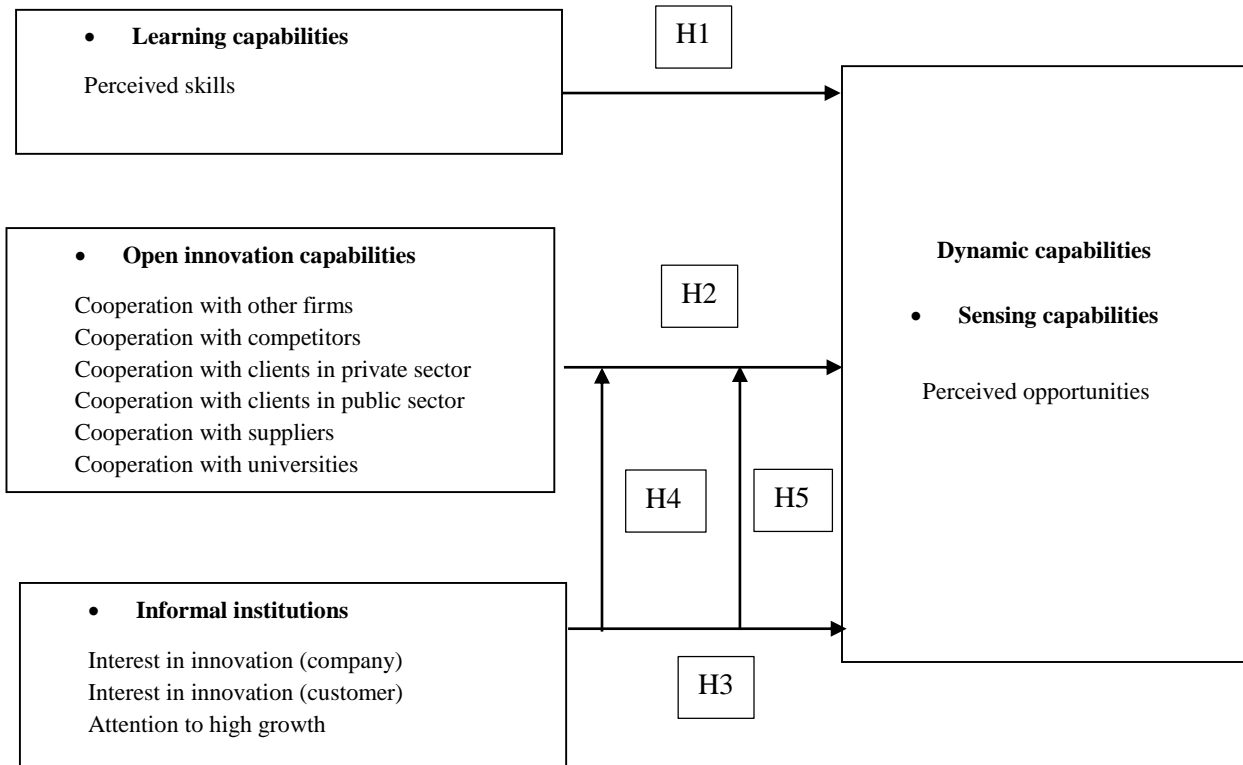 • Learning capabilities
Perceived skills
H1
• Open innovation capabilities
Cooperation with other firms
Cooperation with competitors
Cooperation with clients in private sector
Cooperation with clients in public sector
Cooperation with suppliers
Cooperation with universities
H2
Dynamic capabilities
• Sensing capabilities
Perceived opportunities
H4
H5
• Informal institutions
Interest in innovation (company)
Interest in innovation (customer)
Attention to high growth
H3